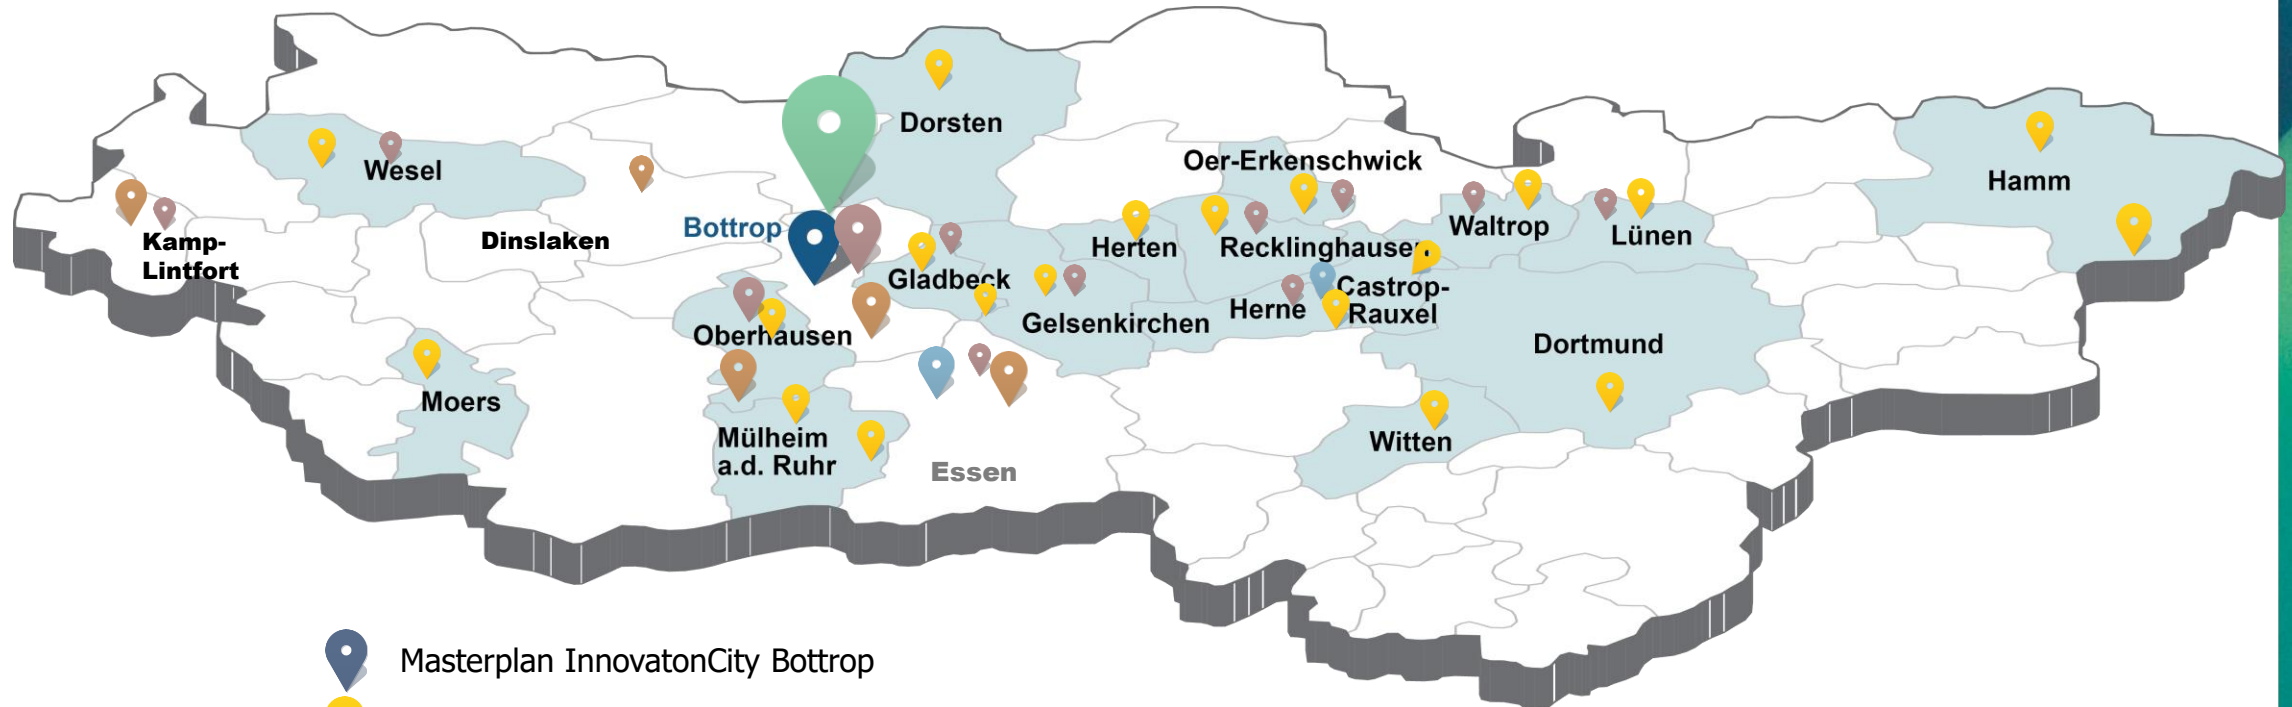 Dorsten
Oer-Erkenschwick
Wesel
Hamm
Kamp-
Lintfort
Dinslaken
Bottrop
Herten
Recklinghausen
Waltrop
Lünen
Gladbeck
Gelsenkirchen
Herne
Castrop-
Rauxel
Oberhausen
Dortmund
Moers
Mülheim
a.d. Ruhr
Witten
Essen
Masterplan InnovatonCity Bottrop